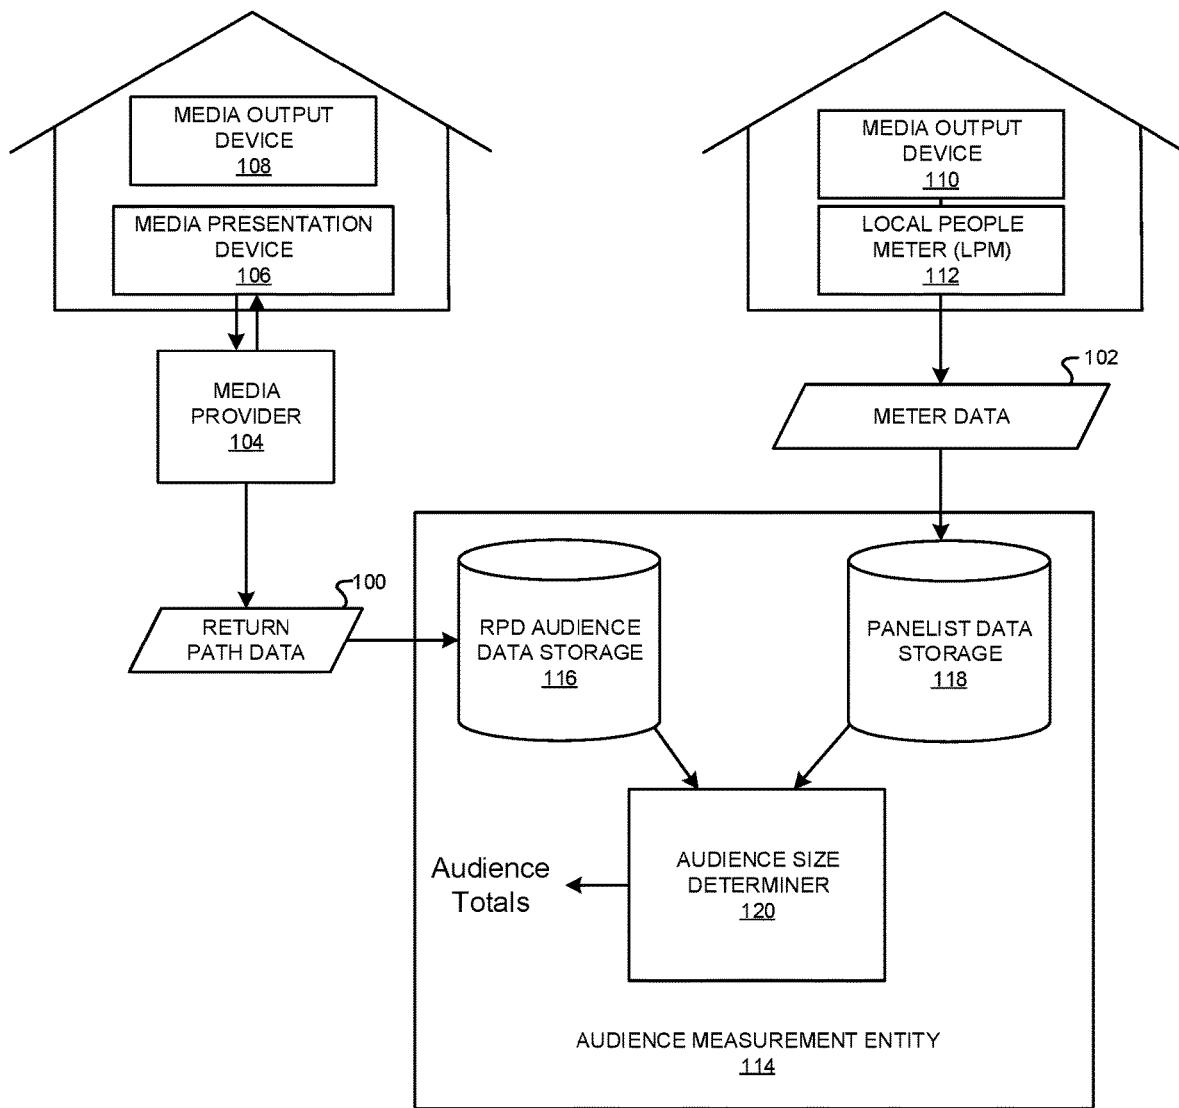 MEDIA OUTPUT
DEVICE
108
MEDIA PRESENTATION
DEVICE
106
MEDIA OUTPUT
DEVICE
110
LOCAL PEOPLE
METER (LPM)
112
MEDIA
PROVIDER
104
102
METER DATA
100
RETURN
PATH DATA
RPD AUDIENCE
DATA STORAGE
116
PANELIST DATA
STORAGE
118
Audience
Totals
AUDIENCE SIZE
DETERMINER
120
AUDIENCE MEASUREMENT ENTITY
114